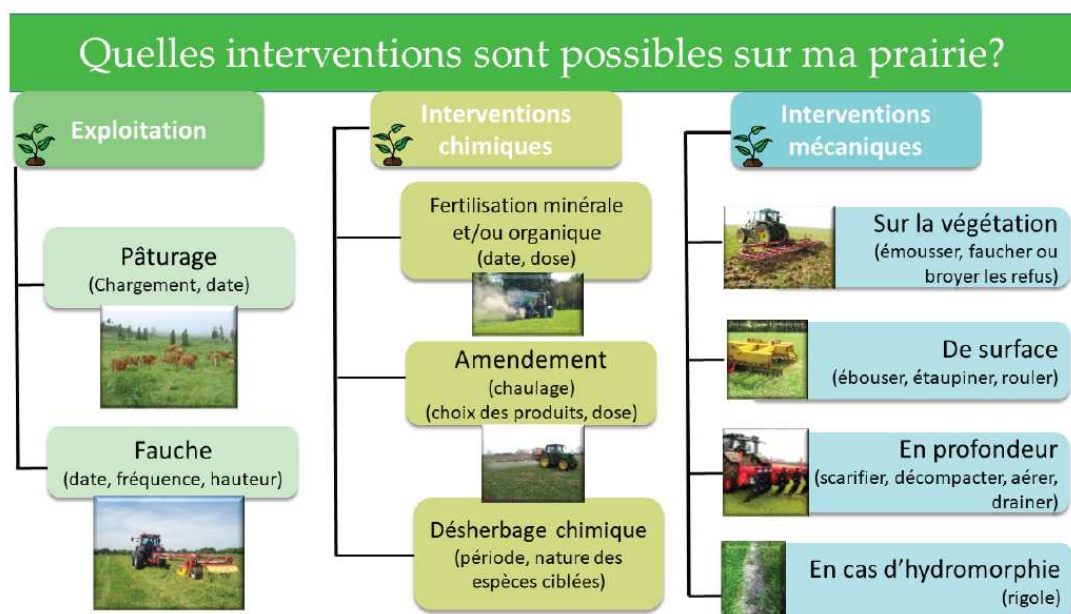 Quelles interventions sont possibles sur ma prairie?
Exploitation
Pâturage
(Chargement, date)
Fauche
(date, fréquence, hauteur)
Interventions
chimiques
Fertilisation minérale
et/ou organique
(date, dose)
Amendement
(chaulage)
(choix des produits, dose)
Désherbage chimique
(période, nature des
espèces ciblées)
Interventions
mécaniques
Sur la végétation
(émousser, faucher ou
broyer les refus)
De surface
(ébouser, étaupiner, rouler)
En profondeur
(scarifier, décompacter, aérer,
drainer)
En cas d'hydromorphie
(rigole)